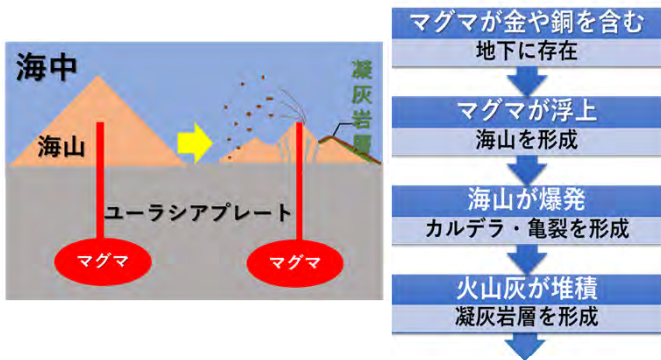 海中
海山
凝灰岩層
ユーラシアプレート
マグマ
マグマ
マグマが金や銅を含む
地下に存在
マグマが浮上
海山を形成
海山が爆発
カルデラ・亀裂を形成
火山灰が堆積
凝灰岩層を形成